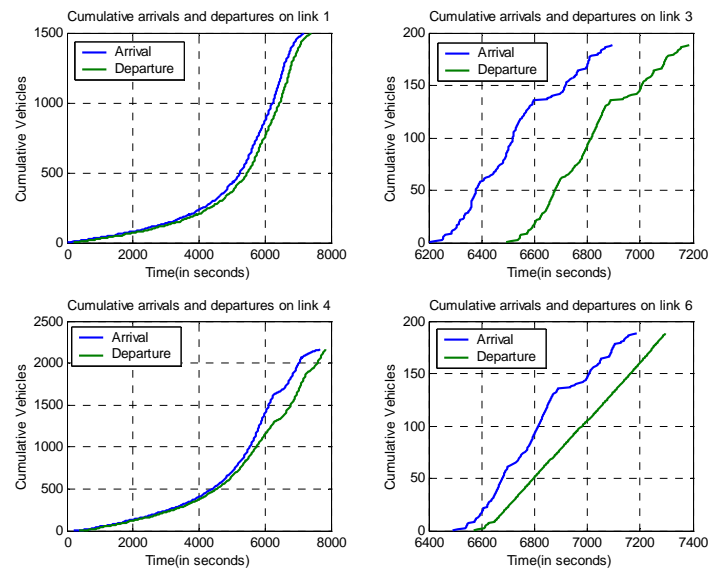 Cumulative arrivals and departures on link 1
1500
1000
500
0
Cumulative Vehicles
Arrival
Departure
0 2000 4000 6000 8000
Time(in seconds)
Cumulative arrivals and departures on link 3
200
150
100
50
0
Cumulative Vehicles
Arrival
Departure
6200 6400 6600 6800 7000 7200
Time(in seconds)
Cumulative arrivals and departures on link 4
2500
2000
1500
1000
500
0
Cumulative Vehicles
Arrival
Departure
0 2000 4000 6000 8000
Time(in seconds)
Cumulative arrivals and departures on link 6
200
150
100
50
0
Cumulative Vehicles
Arrival
Departure
6400 6600 6800 7000 7200 7400
Time(in seconds)